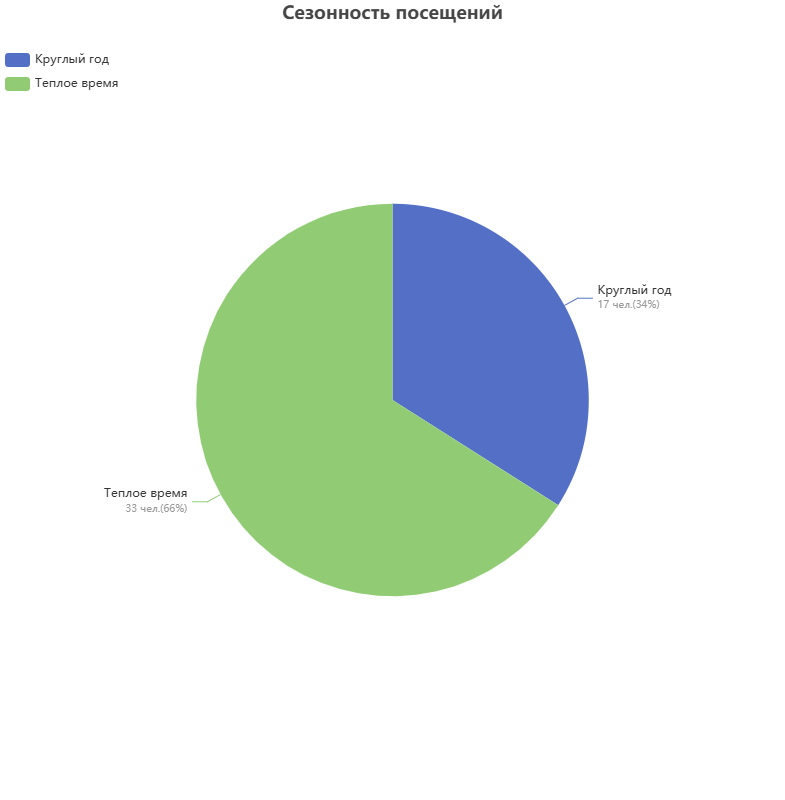 Сезонность посещений
Круглый год
Теплое время
Круглый год
17 чел.(34%)
Теплое время
33 чел.(66%)